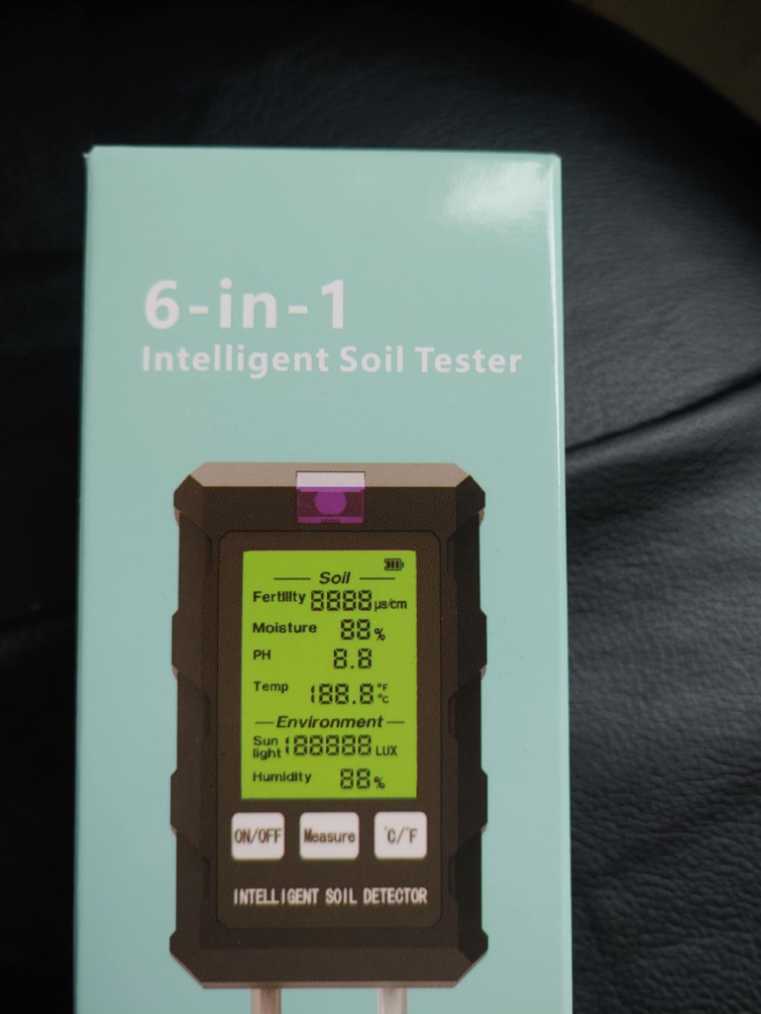 6-in-1
Intelligent Soil Tester
Soil
Fertility 8888 µs/cm
Moisture 88 %
PH 8.8
Temp 188.8 °F
°C
Environment
Sun
light 188888 LUX
Humidity 88 %
ON/OFF Measure °C/°F
INTELLIGENT SOIL DETECTOR